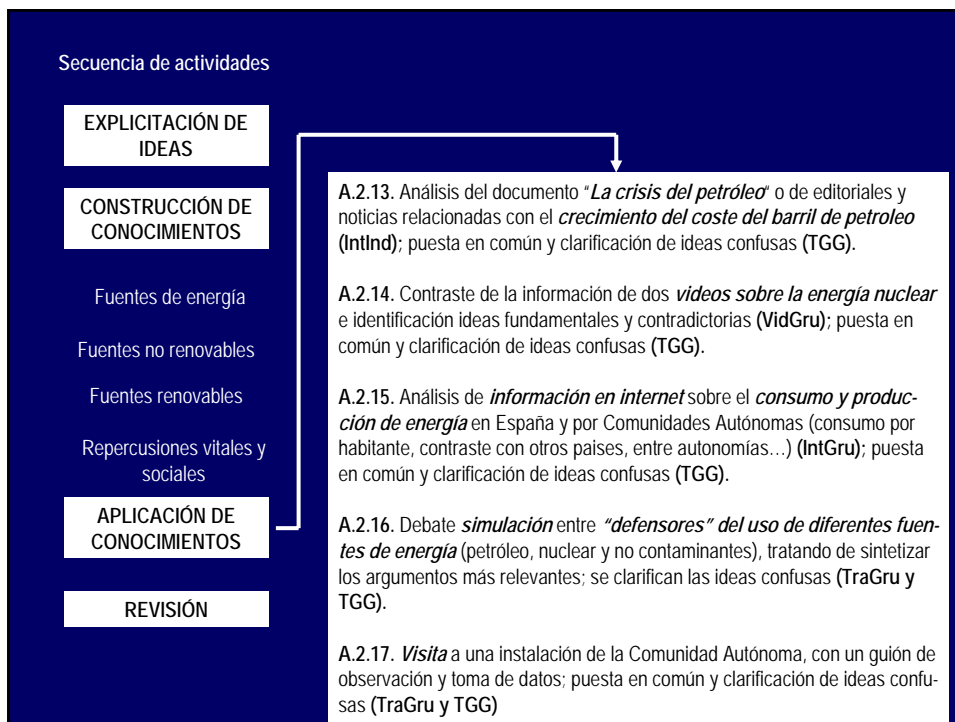 Secuencia de actividades
EXPLICITACIÓN DE
IDEAS
CONSTRUCCIÓN DE
CONOCIMIENTOS
Fuentes de energía
Fuentes no renovables
Fuentes renovables
Repercusiones vitales y
sociales
APLICACIÓN DE
CONOCIMIENTOS
REVISIÓN
A.2.13. Análisis del documento "La crisis del petróleo" o de editoriales y
noticias relacionadas con el crecimiento del coste del barril de petroleo
(IntInd); puesta en común y clarificación de ideas confusas (TGG).
A.2.14. Contraste de la información de dos videos sobre la energía nuclear
e identificación ideas fundamentales y contradictorias (VidGru); puesta en
común y clarificación de ideas confusas (TGG).
A.2.15. Análisis de información en internet sobre el consumo y produc-
ción de energía en España y por Comunidades Autónomas (consumo por
habitante, contraste con otros paises, entre autonomías...) (IntGru); puesta
en común y clarificación de ideas confusas (TGG).
A.2.16. Debate simulación entre "defensores" del uso de diferentes fuen-
tes de energía (petróleo, nuclear y no contaminantes), tratando de sintetizar
los argumentos más relevantes; se clarifican las ideas confusas (TraGru y
TGG).
A.2.17. Visita a una instalación de la Comunidad Autónoma, con un guión de
observación y toma de datos; puesta en común y clarificación de ideas confu-
sas (TraGru y TGG)